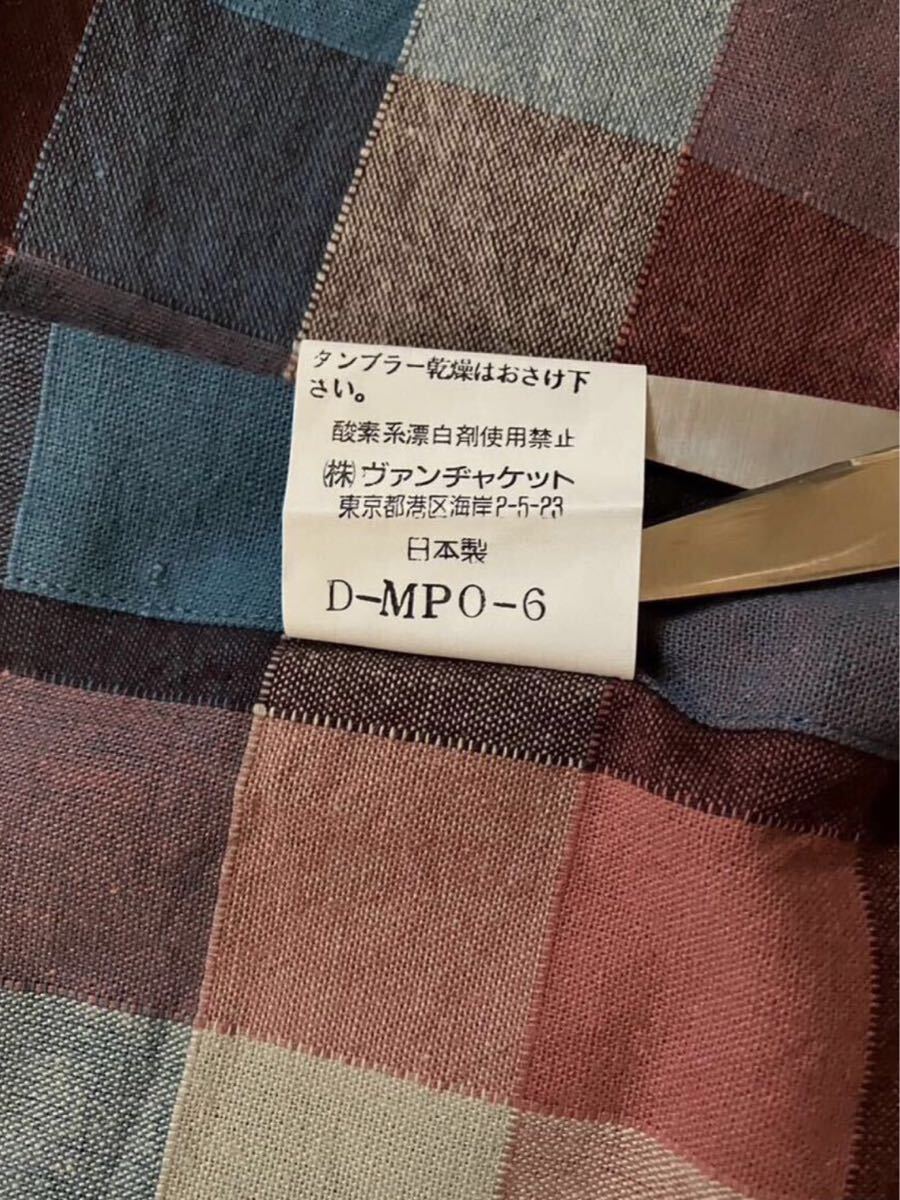 タンブラー乾燥はおさけ下
さい。
酸素系漂白剤使用禁止
㈱ヴァンヂャケット
東京都港区海岸2-5-23
日本製
D-MPO-6